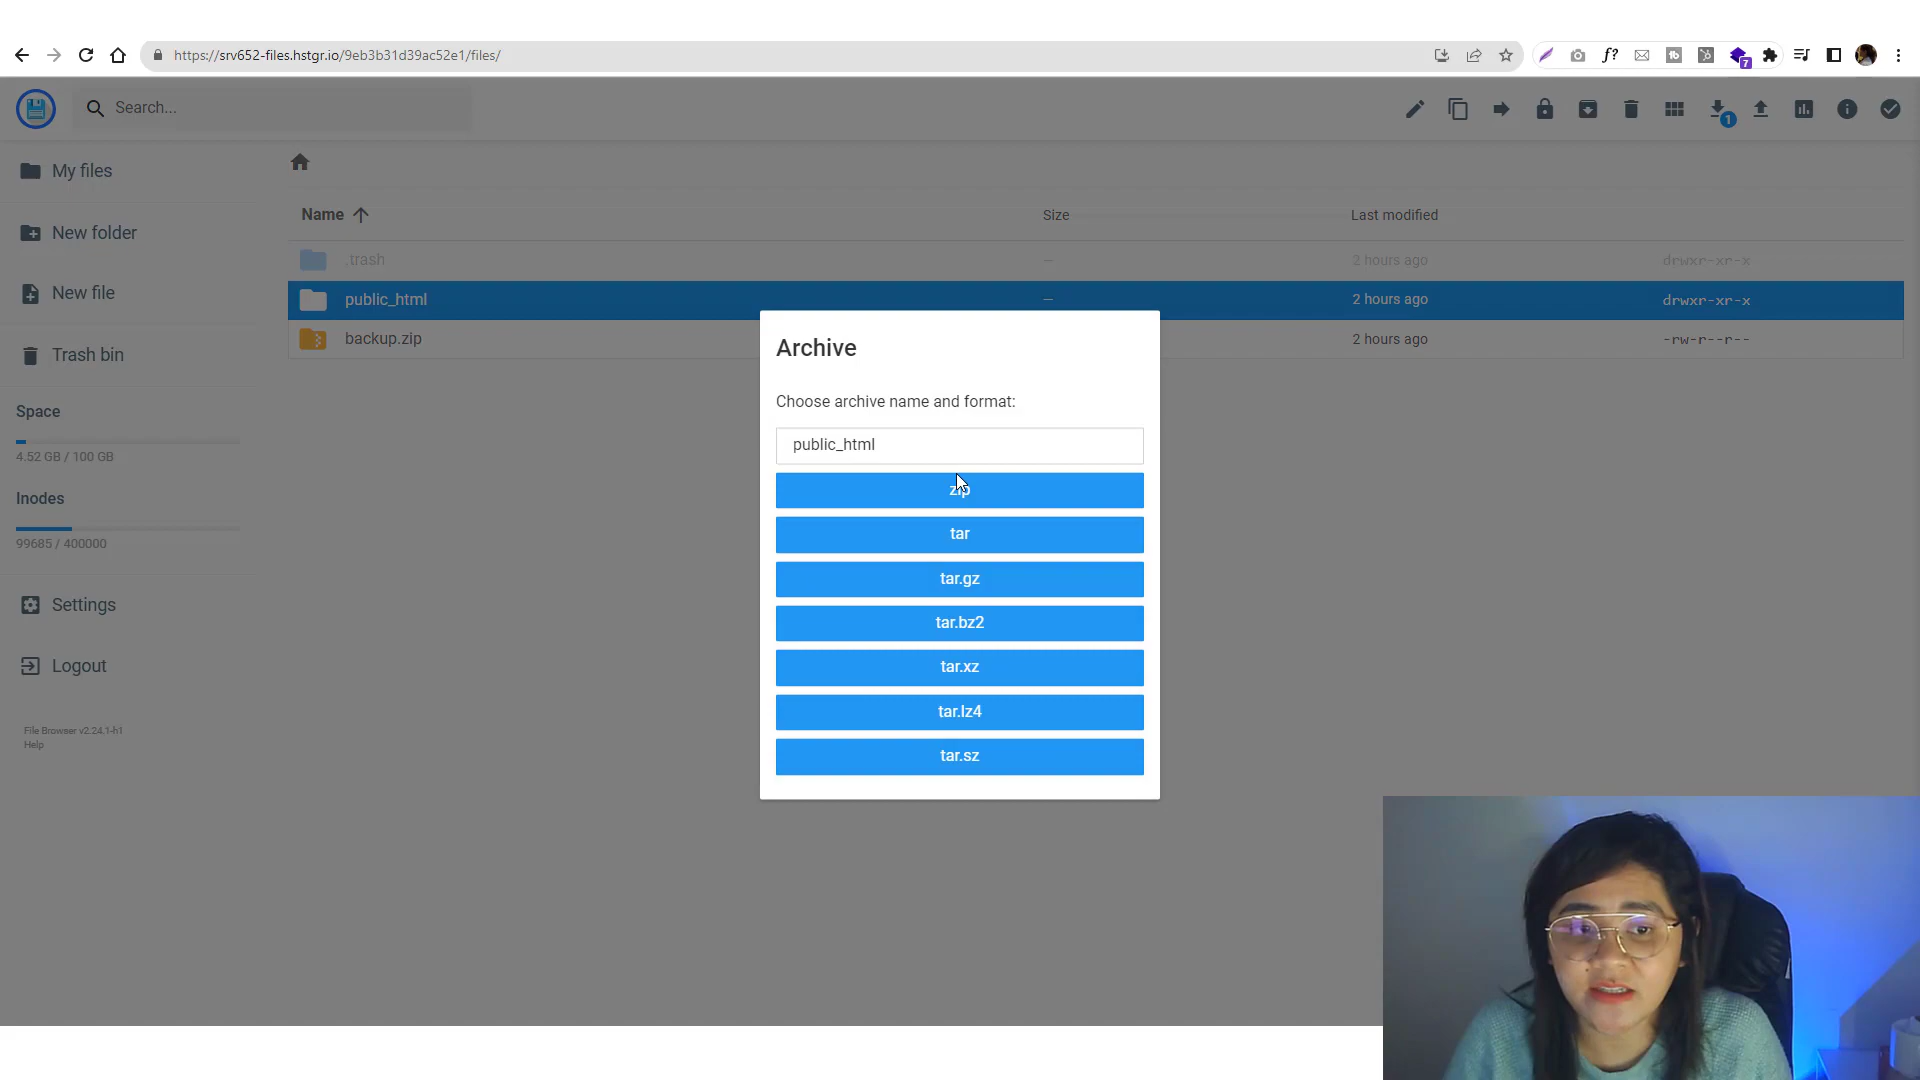 https://srv652-files.hstgr.io/9eb3b31d39ac52e1/files/
f?
7
Search...
1
My files
New folder
New file
Trash bin
Space
4.52 GB / 100 GB
Inodes
99685 / 400000
Settings
Logout
File Browser v2.24.1-h1
Help
Name Size Last modified
.trash — 2 hours ago drwxr-xr-x
public_html — 2 hours ago drwxr-xr-x
backup.zip 2 hours ago -rw-r--r--
Archive
Choose archive name and format:
public_html
zip
tar
tar.gz
tar.bz2
tar.xz
tar.lz4
tar.sz